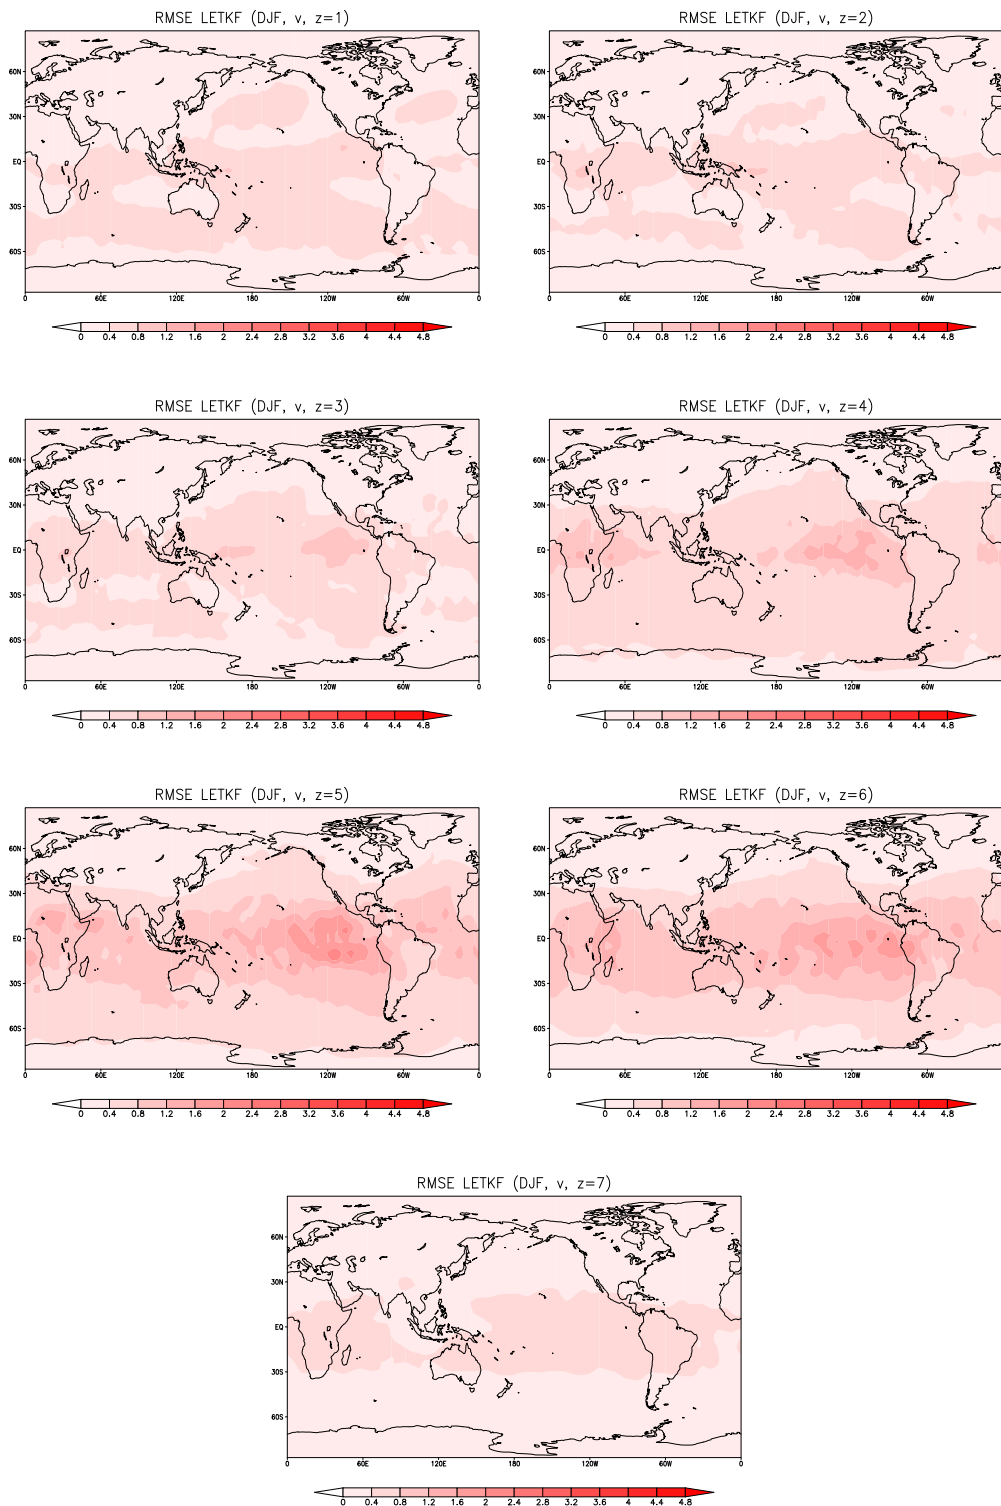 RMSE LETKF (DJF, v, z=1)
60N
30N
EQ
30S
60S
0 60E 120E 180 120W 60W 0
0 0.4 0.8 1.2 1.6 2 2.4 2.8 3.2 3.6 4 4.4 4.8
RMSE LETKF (DJF, v, z=2)
60N
30N
EQ
30S
60S
0 60E 120E 180 120W 60W
0 0.4 0.8 1.2 1.6 2 2.4 2.8 3.2 3.6 4 4.4 4.8
RMSE LETKF (DJF, v, z=3)
60N
30N
EQ
30S
60S
0 60E 120E 180 120W 60W 0
0 0.4 0.8 1.2 1.6 2 2.4 2.8 3.2 3.6 4 4.4 4.8
RMSE LETKF (DJF, v, z=4)
60N
30N
EQ
30S
60S
0 60E 120E 180 120W 60W
0 0.4 0.8 1.2 1.6 2 2.4 2.8 3.2 3.6 4 4.4 4.8
RMSE LETKF (DJF, v, z=5)
60N
30N
EQ
30S
60S
0 60E 120E 180 120W 60W 0
0 0.4 0.8 1.2 1.6 2 2.4 2.8 3.2 3.6 4 4.4 4.8
RMSE LETKF (DJF, v, z=6)
60N
30N
EQ
30S
60S
0 60E 120E 180 120W 60W
0 0.4 0.8 1.2 1.6 2 2.4 2.8 3.2 3.6 4 4.4 4.8
RMSE LETKF (DJF, v, z=7)
60N
30N
EQ
30S
60S
0 60E 120E 180 120W 60W 0
0 0.4 0.8 1.2 1.6 2 2.4 2.8 3.2 3.6 4 4.4 4.8